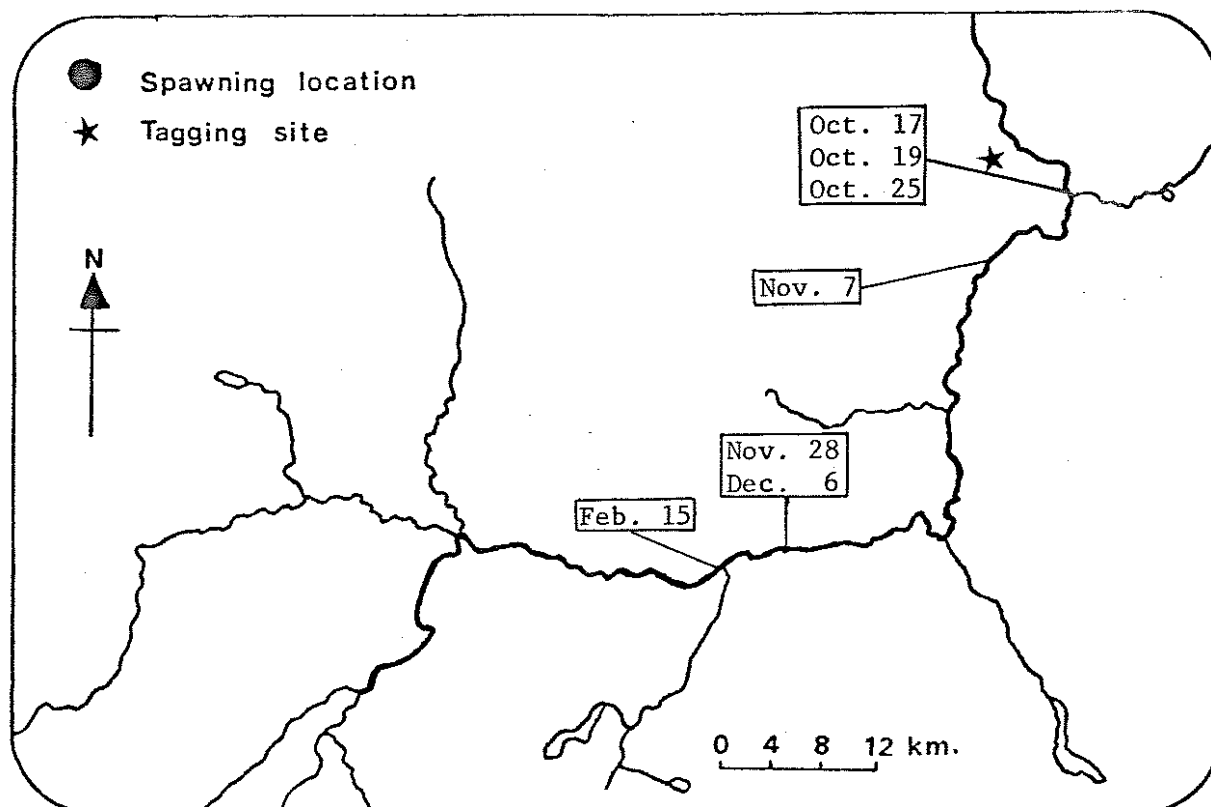 Spawning location
Tagging site
Oct. 17
Oct. 19
Oct. 25
N
Nov. 7
Nov. 28
Dec. 6
Feb. 15
0 4 8 12 km.